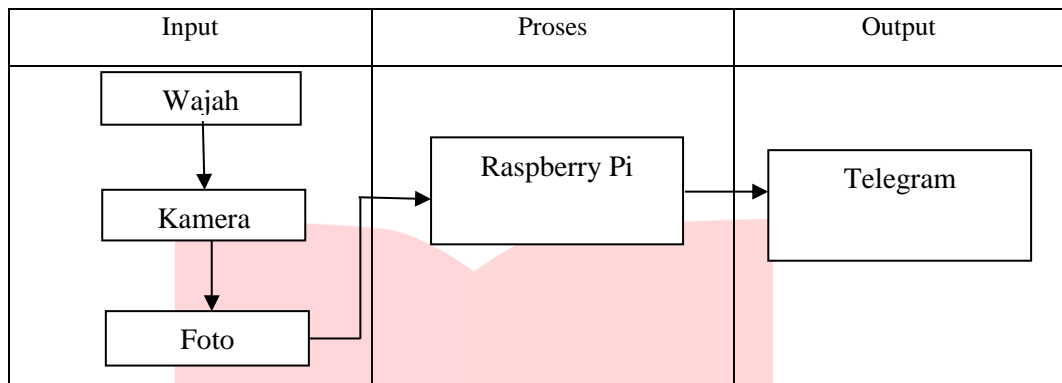 Input
Proses
Output
Wajah
Kamera
Foto
Raspberry Pi
Telegram